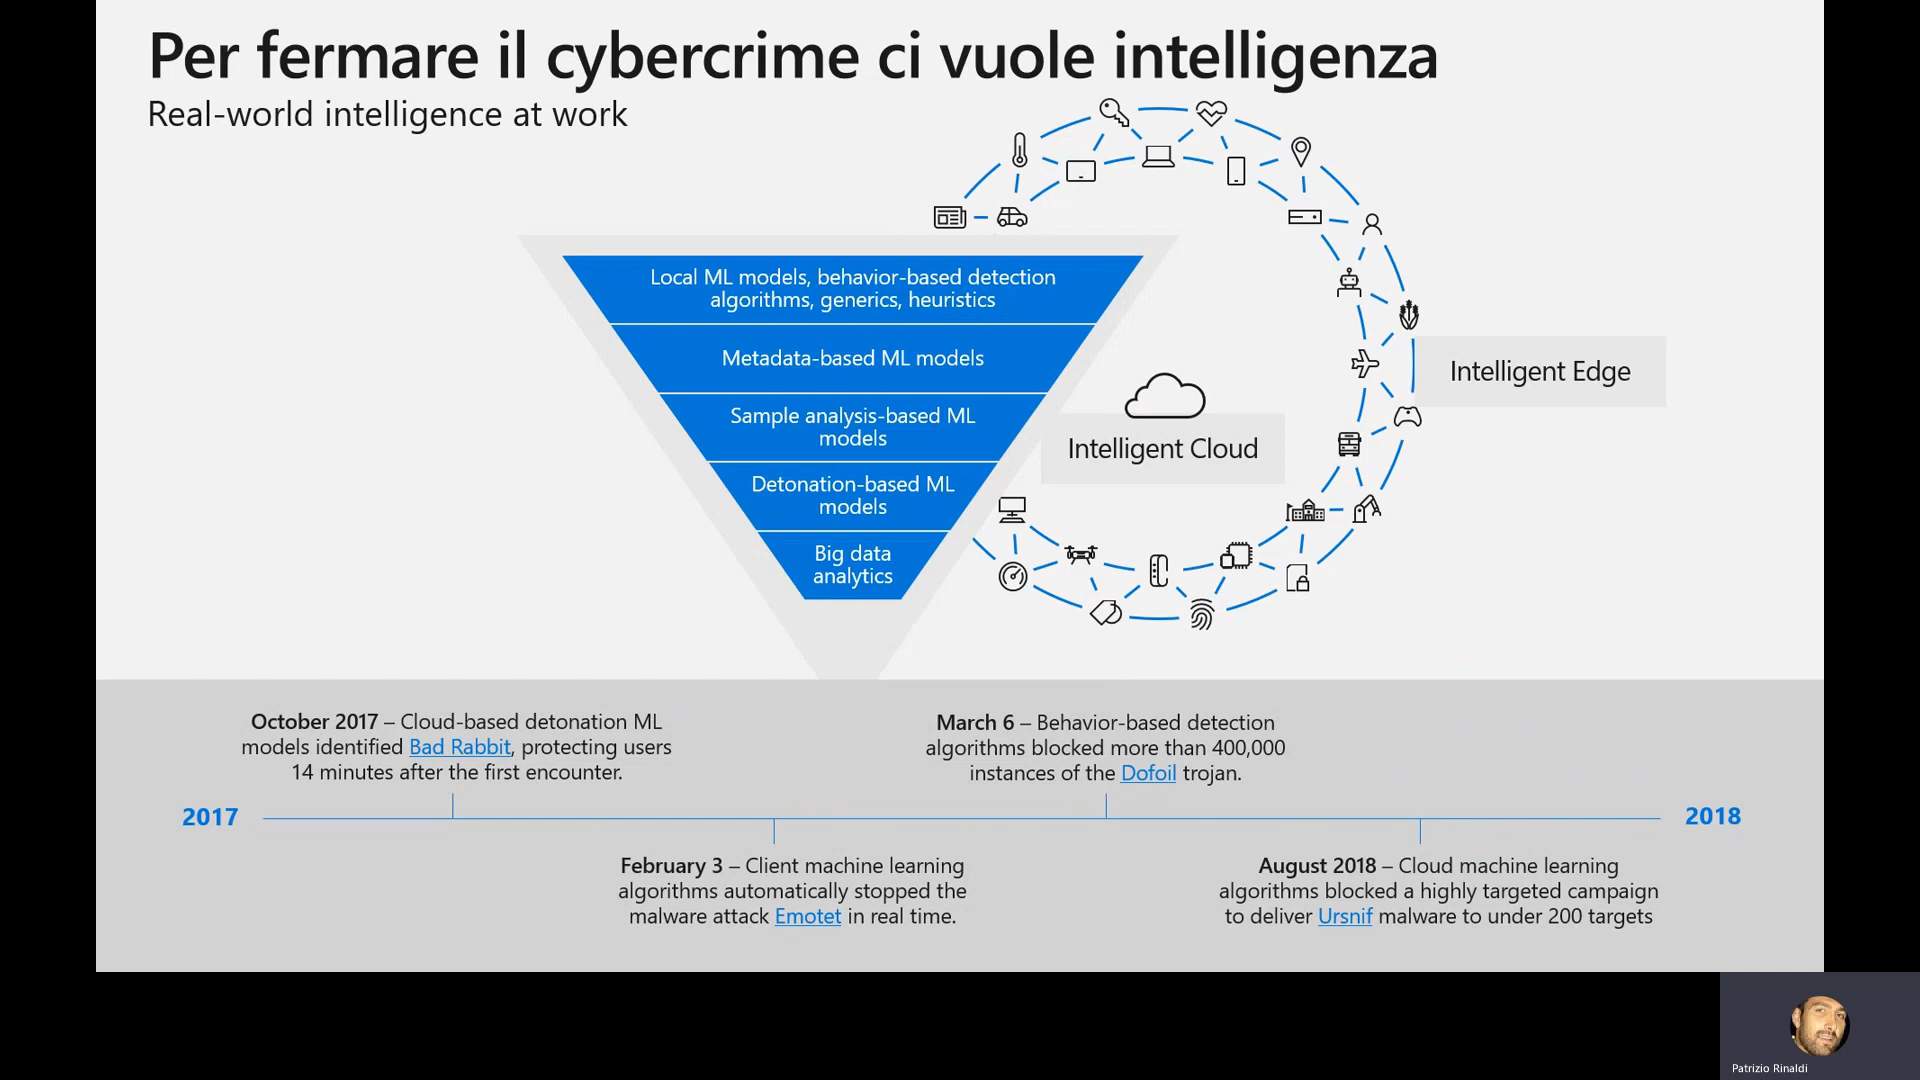 Per fermare il cybercrime ci vuole intelligenza
Real-world intelligence at work
Local ML models, behavior-based detection
algorithms, generics, heuristics
Metadata-based ML models
Sample analysis-based ML
models
Detonation-based ML
models
Big data
analytics
Intelligent Cloud
Intelligent Edge
October 2017 – Cloud-based detonation ML
models identified Bad Rabbit, protecting users
14 minutes after the first encounter.
March 6 – Behavior-based detection
algorithms blocked more than 400,000
instances of the Dofoil trojan.
2017
2018
February 3 – Client machine learning
algorithms automatically stopped the
malware attack Emotet in real time.
August 2018 – Cloud machine learning
algorithms blocked a highly targeted campaign
to deliver Ursnif malware to under 200 targets
Patrizio Rinaldi